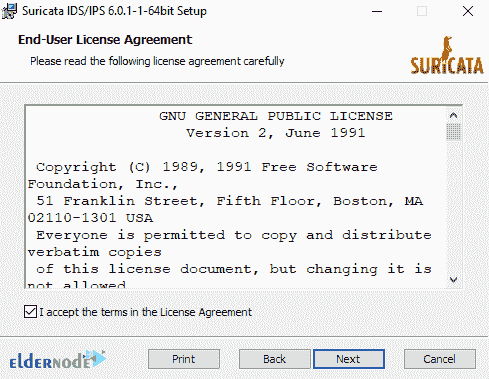 Suricata IDS/IPS 6.0.1-1-64bit Setup
End-User License Agreement
Please read the following license agreement carefully
SURICATA
GNU GENERAL PUBLIC LICENSE
Version 2, June 1991
Copyright (C) 1989, 1991 Free Software
Foundation, Inc.,
51 Franklin Street, Fifth Floor, Boston, MA
02110-1301 USA
Everyone is permitted to copy and distribute
verbatim copies
of this license document, but changing it is
not allowed
I accept the terms in the License Agreement
eldernode
Print
Back
Next
Cancel